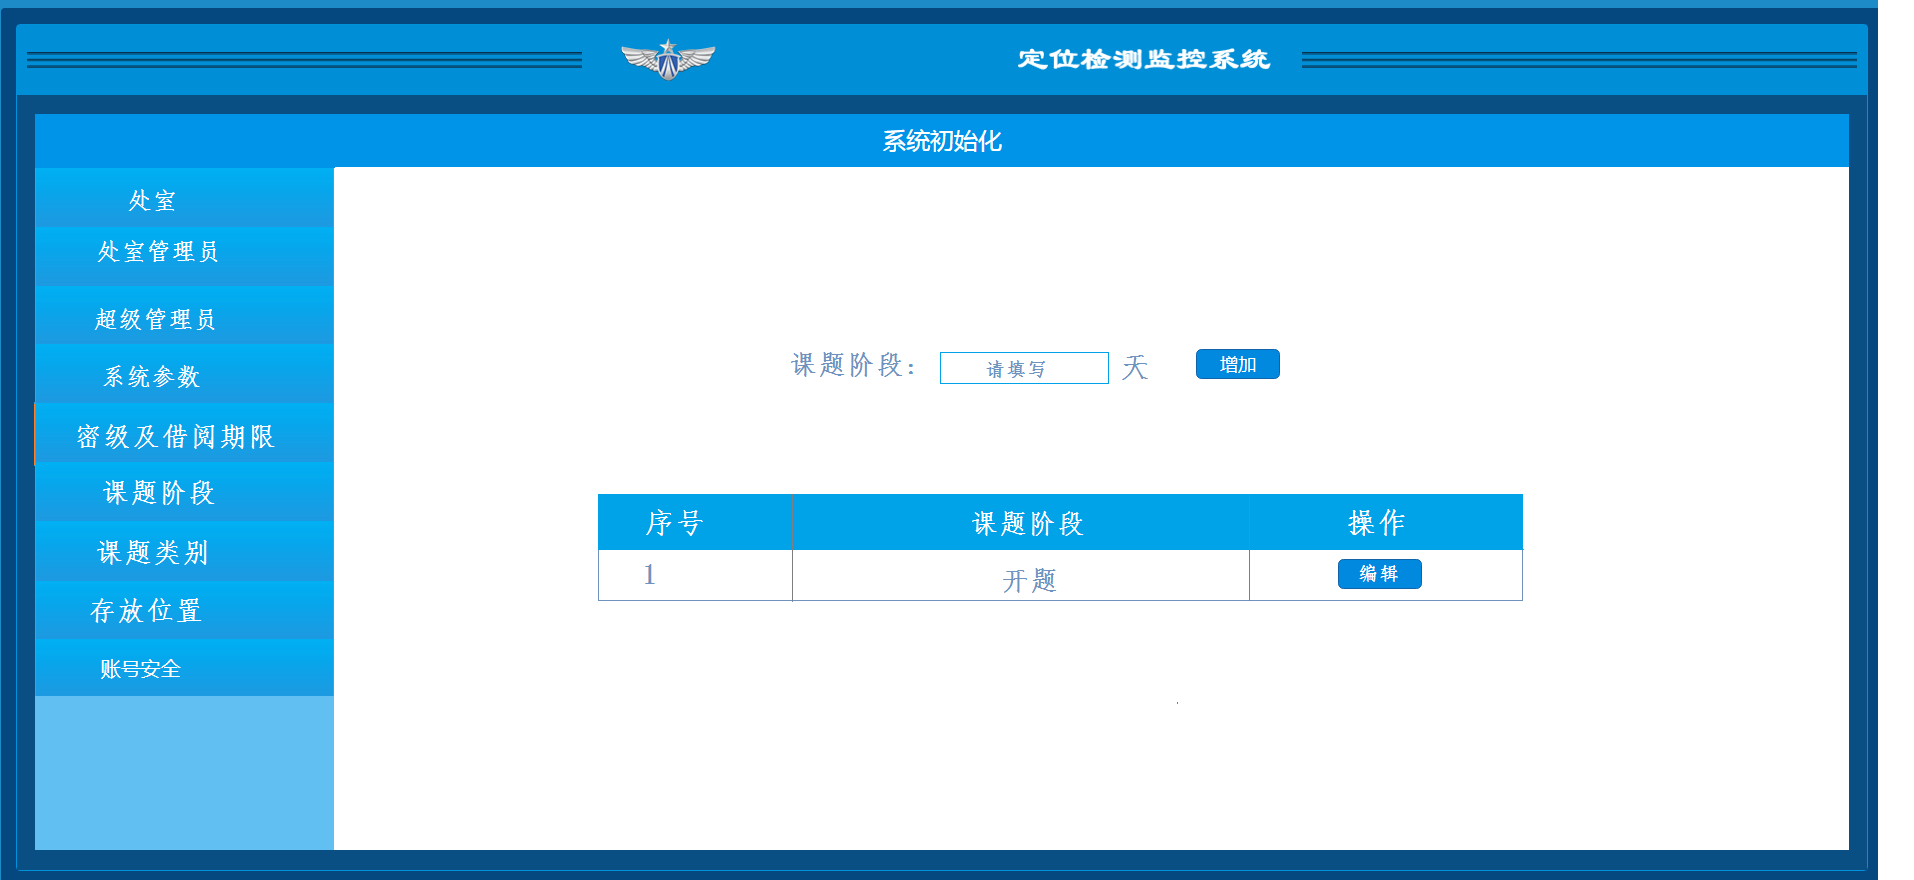 定位检测监控系统
系统初始化
处室
处室管理员
超级管理员
系统参数
密级及借阅期限
课题阶段
课题类别
存放位置
账号安全
课题阶段： 请填写 天 增加
序号 课题阶段 操作
1 开题 编辑